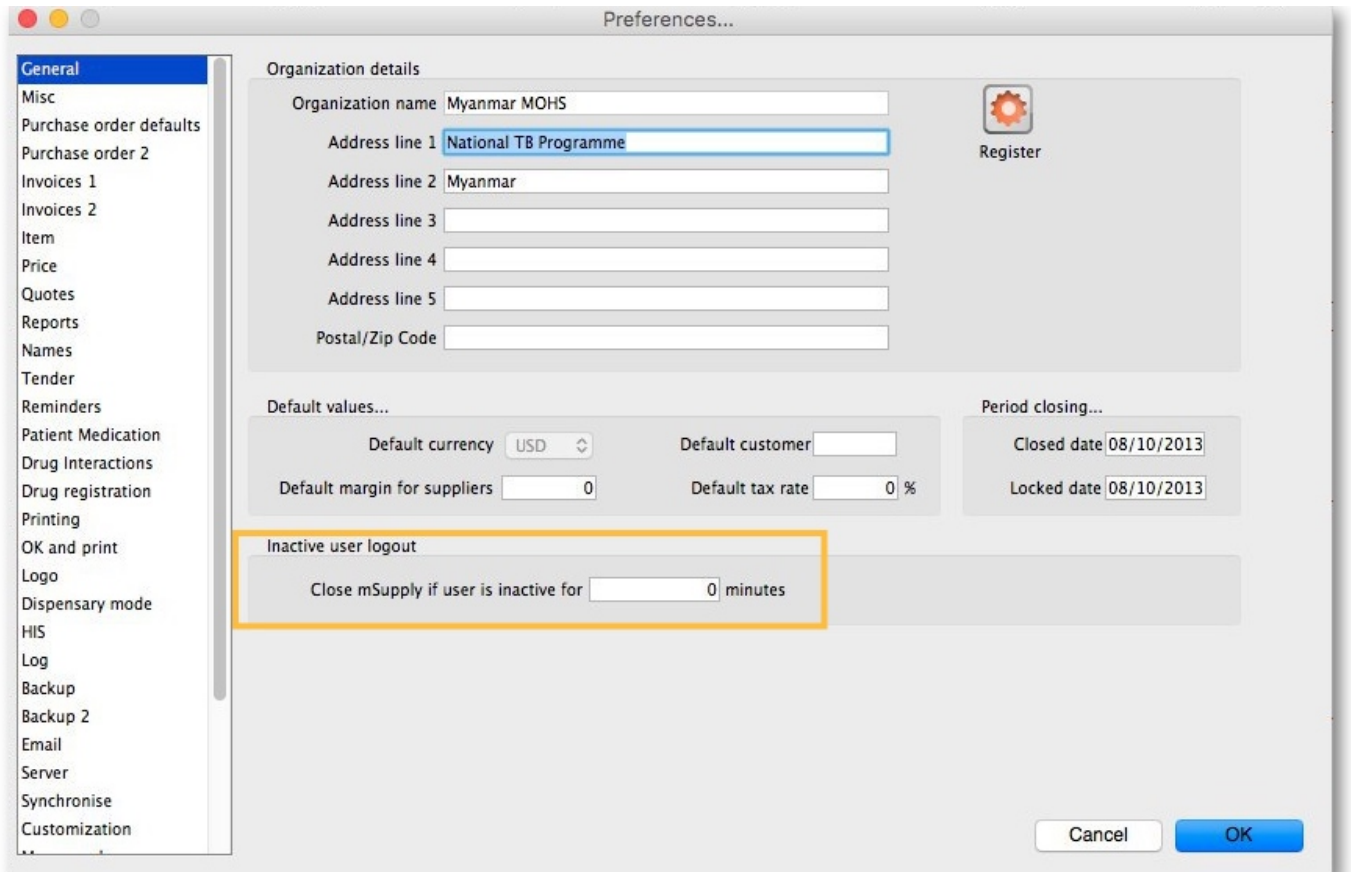 Preferences...
General
Misc
Purchase order defaults
Purchase order 2
Invoices 1
Invoices 2
Item
Price
Quotes
Reports
Names
Tender
Reminders
Patient Medication
Drug Interactions
Drug registration
Printing
OK and print
Logo
Dispensary mode
HIS
Log
Backup
Backup 2
Email
Server
Synchronise
Customization
Organization details
Organization name Myanmar MOHS
Address line 1 National TB Programme
Address line 2 Myanmar
Address line 3
Address line 4
Address line 5
Postal/Zip Code
Register
Default values...
Default currency USD Default customer
Default margin for suppliers 0 Default tax rate 0 %
Period closing...
Closed date 08/10/2013
Locked date 08/10/2013
Inactive user logout
Close mSupply if user is inactive for 0 minutes
Cancel OK